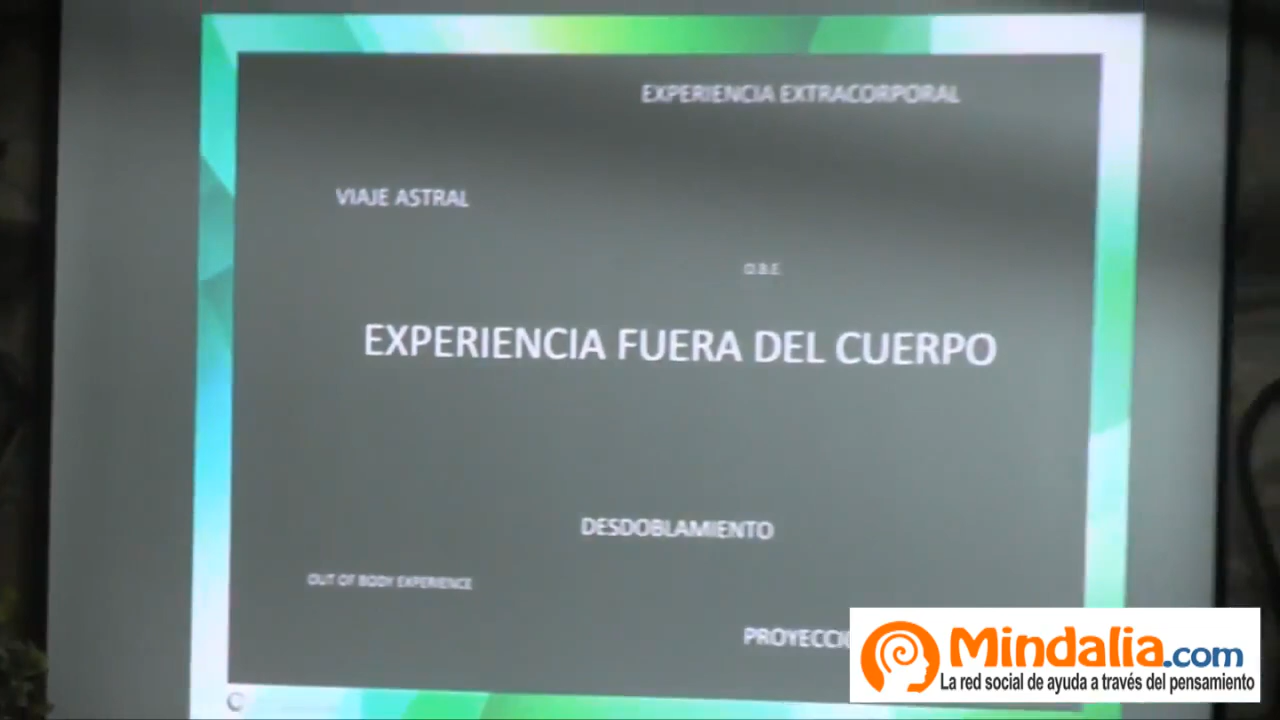 EXPERIENCIA EXTRACORPORAL
VIAJE ASTRAL
O.B.E.
EXPERIENCIA FUERA DEL CUERPO
DESDOBLAMIENTO
OUT OF BODY EXPERIENCE
Mindalia.com
La red social de ayuda a través del pensamiento